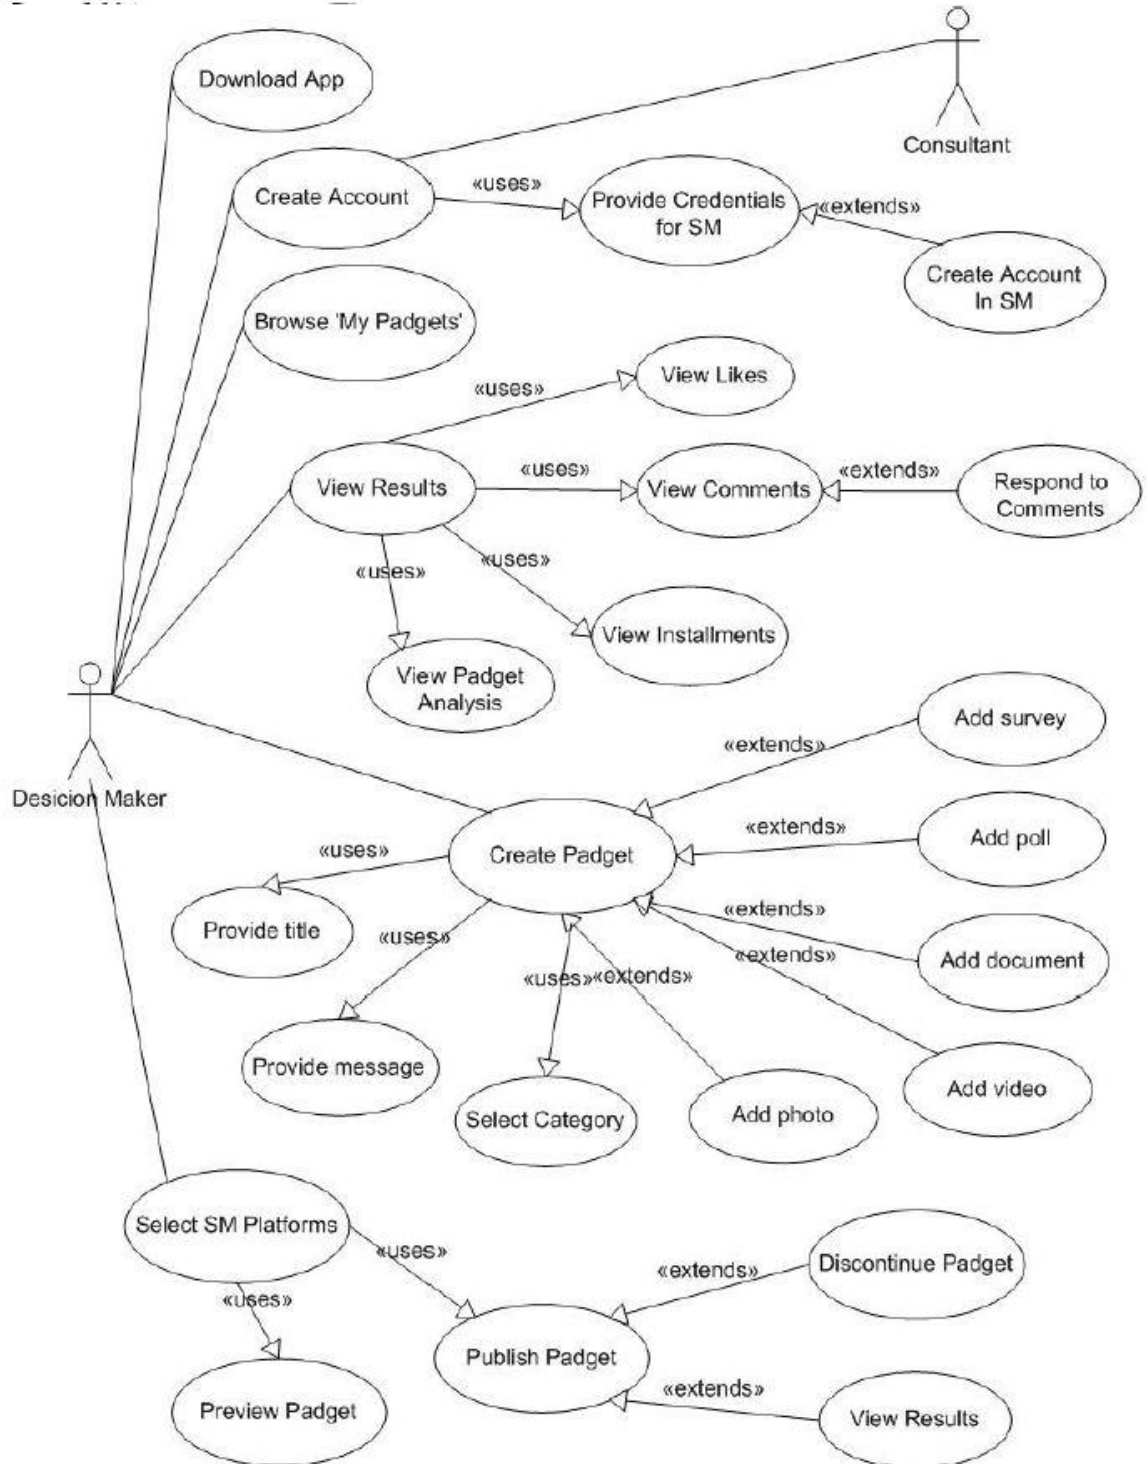 Download App
Consultant
Create Account
«uses»
Provide Credentials
for SM
«extends»
Create Account
In SM
Browse 'My Padgets'
«uses»
View Likes
View Results
«uses»
View Comments
«extends»
Respond to
Comments
«uses»
«uses»
View Installments
View Padget
Analysis
Desicion Maker
Add survey
«extends»
Create Padget
«extends»
Add poll
«uses»
Provide title
«uses»
«extends»
Add document
«extends»
«uses»
«extends»
Provide message
Select Category
Add photo
Add video
Select SM Platforms
«uses»
«uses»
«extends»
Discontinue Padget
Publish Padget
Preview Padget
«extends»
View Results